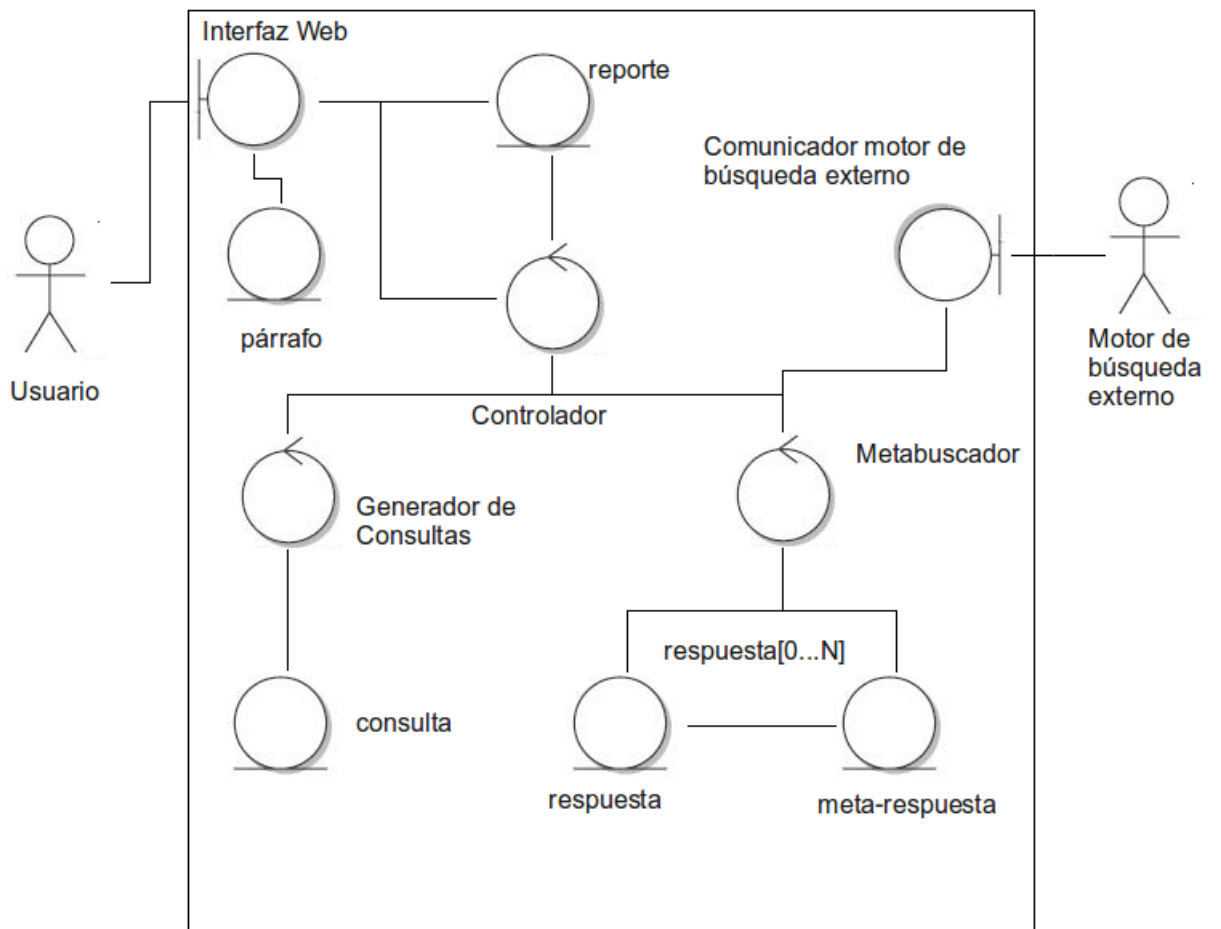 Interfaz Web
reporte
Comunicador motor de
búsqueda externo
párrafo
Usuario
Motor de
búsqueda
externo
Controlador
Metabuscador
Generador de
Consultas
respuesta[0...N]
consulta
respuesta
meta-respuesta